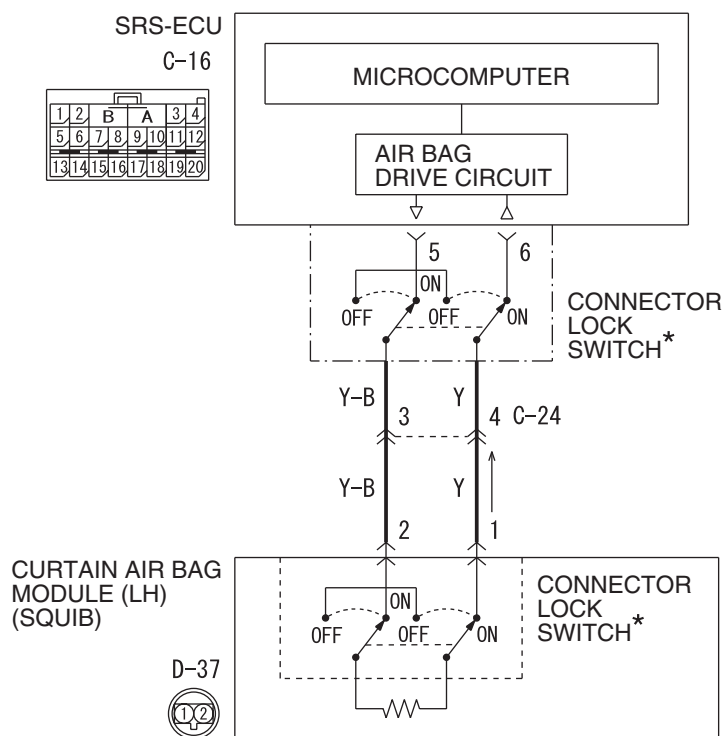 SRS-ECU
C-16
1 2 B A 3 4
5 6 7 8 9 10 11 12
13 14 15 16 17 18 19 20
MICROCOMPUTER
AIR BAG
DRIVE CIRCUIT
5 6
ON
OFF OFF ON
CONNECTOR
LOCK
SWITCH*
Y-B Y
3 4 C-24
Y-B Y
2 1
CURTAIN AIR BAG
MODULE (LH)
(SQUIB)
ON
OFF OFF ON
CONNECTOR
LOCK
SWITCH*
D-37
1 2